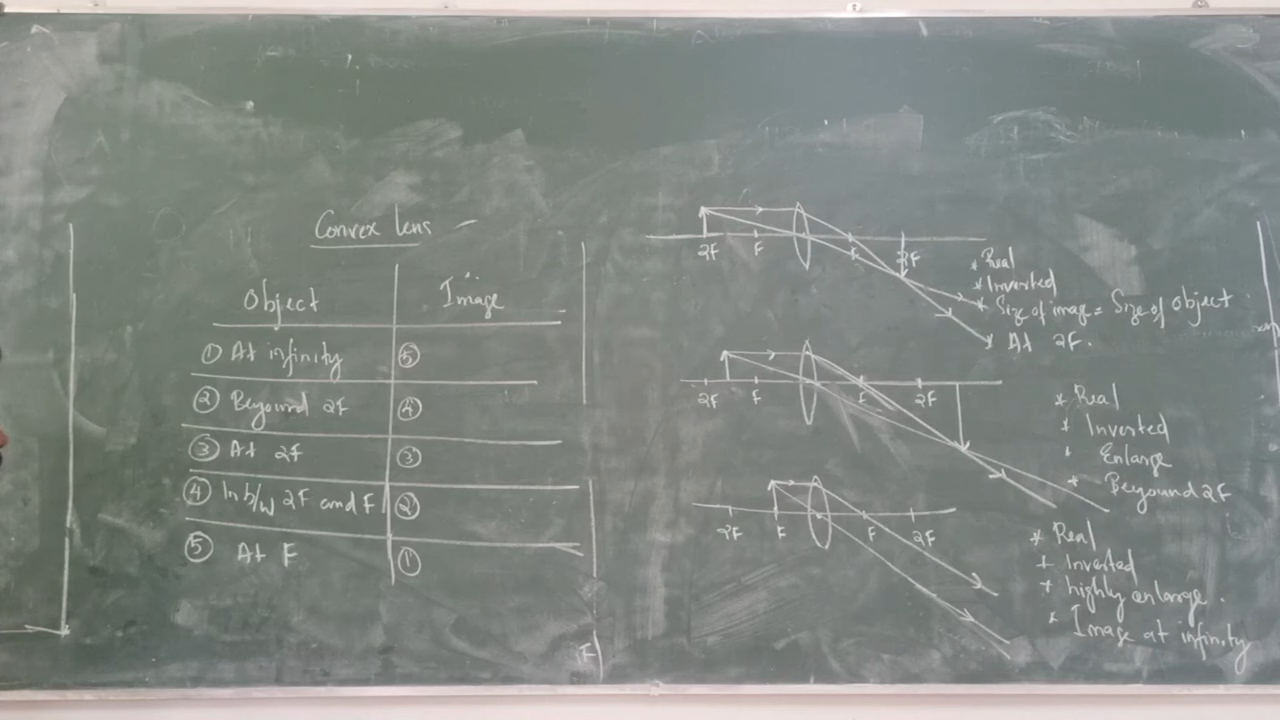 Convex lens
Object Image
① At infinity ⑤
② Beyound 2F ④
③ At 2F ③
④ In b/w 2F and F ②
⑤ At F ①
(F)
2F F F 2F
* Real
* Inverted
* Size of image = Size of object
* At 2F.
2F F F 2F
* Real
* Inverted
* Enlarge
* Beyound 2F
2F F F 2F
* Real
+ Inverted
+ highly enlarge.
* Image at infinity